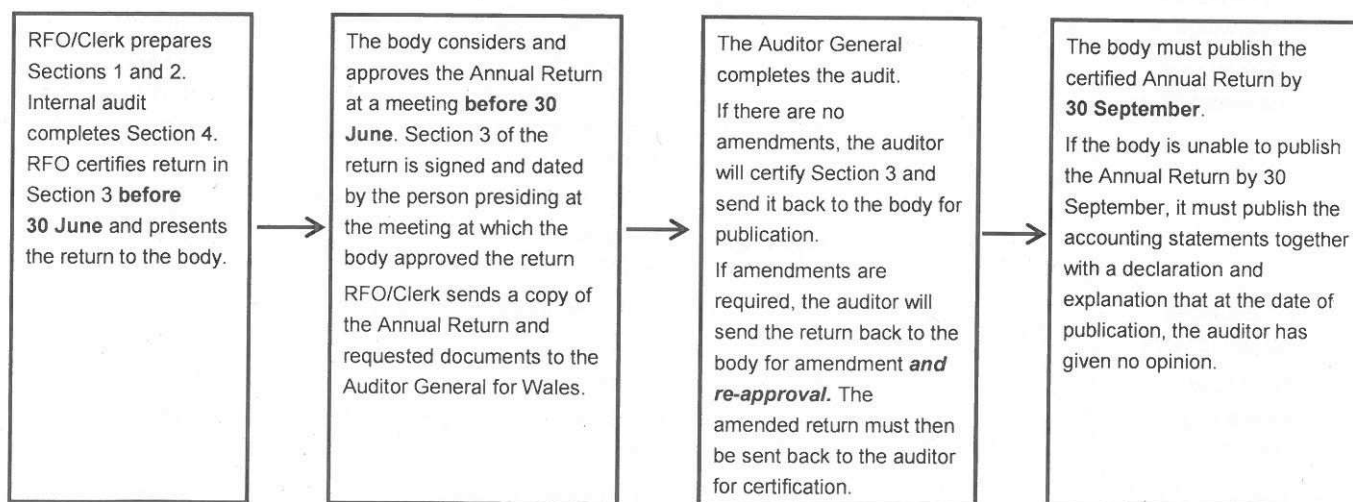 RFO/Clerk prepares
Sections 1 and 2.
Internal audit
completes Section 4.
RFO certifies return in
Section 3 before
30 June and presents
the return to the body.
The body considers and
approves the Annual Return
at a meeting before 30
June. Section 3 of the
return is signed and dated
by the person presiding at
the meeting at which the
body approved the return
RFO/Clerk sends a copy of
the Annual Return and
requested documents to the
Auditor General for Wales.
The Auditor General
completes the audit.
If there are no
amendments, the auditor
will certify Section 3 and
send it back to the body for
publication.
If amendments are
required, the auditor will
send the return back to the
body for amendment and
re-approval. The
amended return must then
be sent back to the auditor
for certification.
The body must publish the
certified Annual Return by
30 September.
If the body is unable to publish
the Annual Return by 30
September, it must publish the
accounting statements together
with a declaration and
explanation that at the date of
publication, the auditor has
given no opinion.